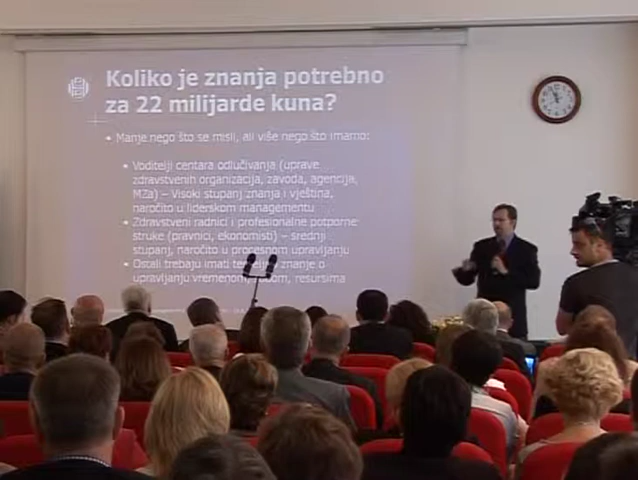 Koliko je znanja potrebno
za 22 milijarde kuna?
• Manje nego što se misli, ali više nego što imamo:
• Voditelji centara odlučivanja (uprave
zdravstvenih organizacija, zavoda, agencija,
MZa) – Visoki stupanj znanja i vještina,
naročito u liderskom managementu
• Zdravstveni radnici i profesionalne potporne
struke (pravnici, ekonomisti) – srednji
stupanj, naročito u procesnom upravljanju
• Ostali trebaju imati znanje o
upravljanju vremenom, resursima